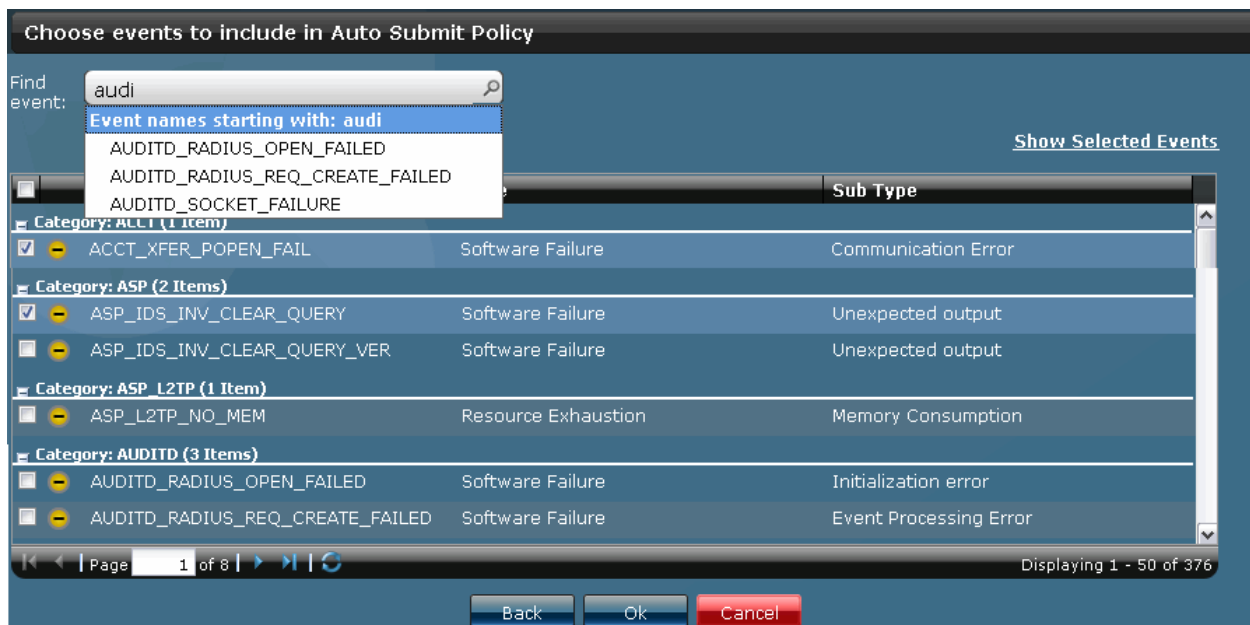 Choose events to include in Auto Submit Policy
Find event:
audi
Event names starting with: audi
AUDITD_RADIUS_OPEN_FAILED
AUDITD_RADIUS_REQ_CREATE_FAILED
AUDITD_SOCKET_FAILURE
Show Selected Events
Sub Type
Category: ACCT (1 Item)
ACCT_XFER_POPEN_FAIL Software Failure Communication Error
Category: ASP (2 Items)
ASP_IDS_INV_CLEAR_QUERY Software Failure Unexpected output
ASP_IDS_INV_CLEAR_QUERY_VER Software Failure Unexpected output
Category: ASP_L2TP (1 Item)
ASP_L2TP_NO_MEM Resource Exhaustion Memory Consumption
Category: AUDITD (3 Items)
AUDITD_RADIUS_OPEN_FAILED Software Failure Initialization error
AUDITD_RADIUS_REQ_CREATE_FAILED Software Failure Event Processing Error
Page 1 of 8 Displaying 1 - 50 of 376
Back Ok Cancel